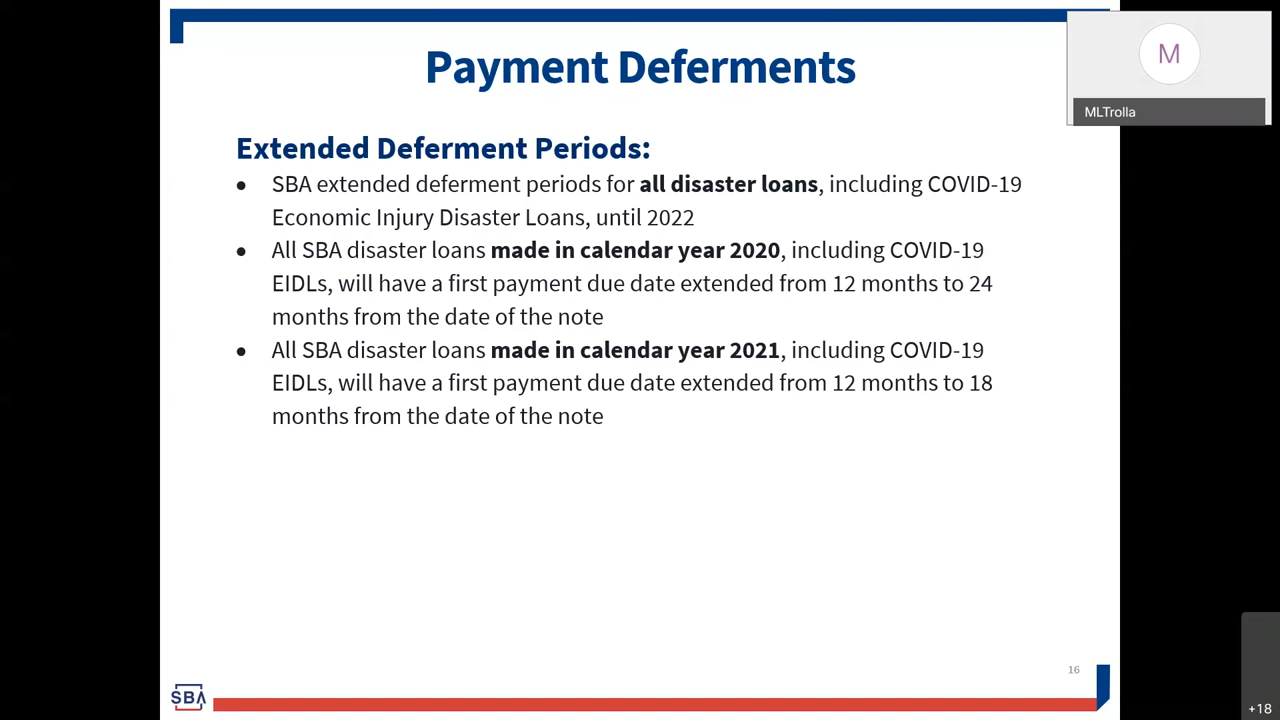 Payment Deferments
M
MLTrolla
Extended Deferment Periods:
• SBA extended deferment periods for all disaster loans, including COVID-19
Economic Injury Disaster Loans, until 2022
• All SBA disaster loans made in calendar year 2020, including COVID-19
EIDLs, will have a first payment due date extended from 12 months to 24
months from the date of the note
• All SBA disaster loans made in calendar year 2021, including COVID-19
EIDLs, will have a first payment due date extended from 12 months to 18
months from the date of the note
16
SBA
+18